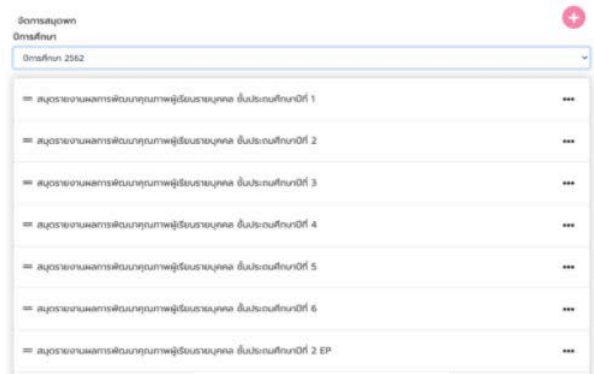 จัดการสมุดพก
ปีการศึกษา
ปีการศึกษา 2562
สมุดรายงานผลการพัฒนาคุณภาพผู้เรียนรายบุคคล ชั้นประถมศึกษาปีที่ 1
สมุดรายงานผลการพัฒนาคุณภาพผู้เรียนรายบุคคล ชั้นประถมศึกษาปีที่ 2
สมุดรายงานผลการพัฒนาคุณภาพผู้เรียนรายบุคคล ชั้นประถมศึกษาปีที่ 3
สมุดรายงานผลการพัฒนาคุณภาพผู้เรียนรายบุคคล ชั้นประถมศึกษาปีที่ 4
สมุดรายงานผลการพัฒนาคุณภาพผู้เรียนรายบุคคล ชั้นประถมศึกษาปีที่ 5
สมุดรายงานผลการพัฒนาคุณภาพผู้เรียนรายบุคคล ชั้นประถมศึกษาปีที่ 6
สมุดรายงานผลการพัฒนาคุณภาพผู้เรียนรายบุคคล ชั้นประถมศึกษาปีที่ 2 EP